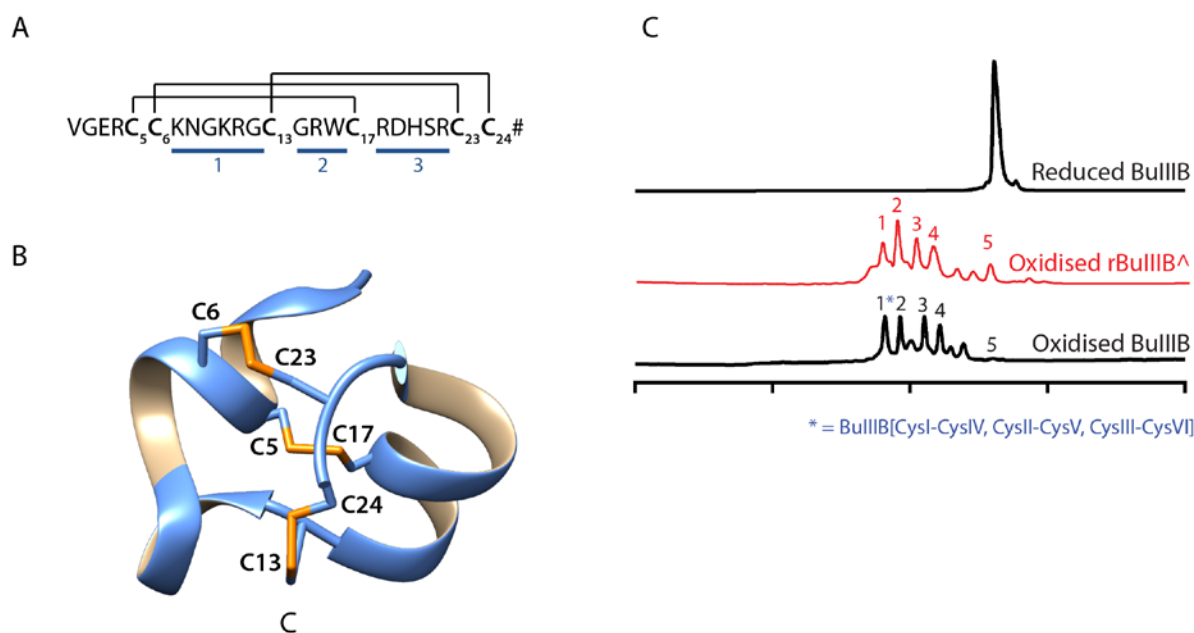 A
VGERC5C6KNGKRGC13GRWC17RDHSRC23C24#
1 2 3
B
C6
C23
C5
C17
C24
C13
C
C
Reduced BuIIIB
1 2 3 4 5
Oxidised rBuIIIB^
1* 2 3 4 5
Oxidised BuIIIB
* = BuIIIB[CysI-CysIV, CysII-CysV, CysIII-CysVI]